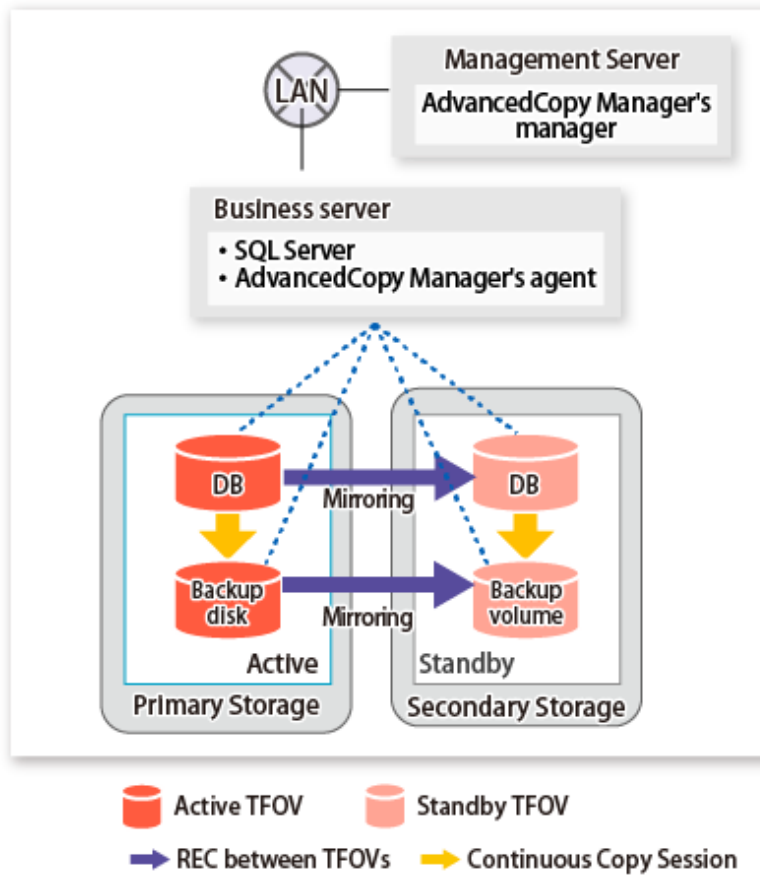 LAN
Management Server
AdvancedCopy Manager's
manager
Business server
• SQL Server
• AdvancedCopy Manager's agent
DB
Mirroring
DB
Backup
disk
Mirroring
Backup
volume
Active
Standby
Primary Storage
Secondary Storage
Active TFOV
Standby TFOV
REC between TFOVs
Continuous Copy Session